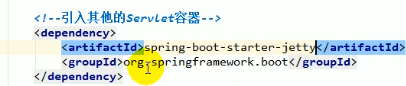 <!--引入其他的Servlet容器-->
<dependency>
<artifactId>spring-boot-starter-jetty</artifactId>
<groupId>org.springframework.boot</groupId>
</dependency>